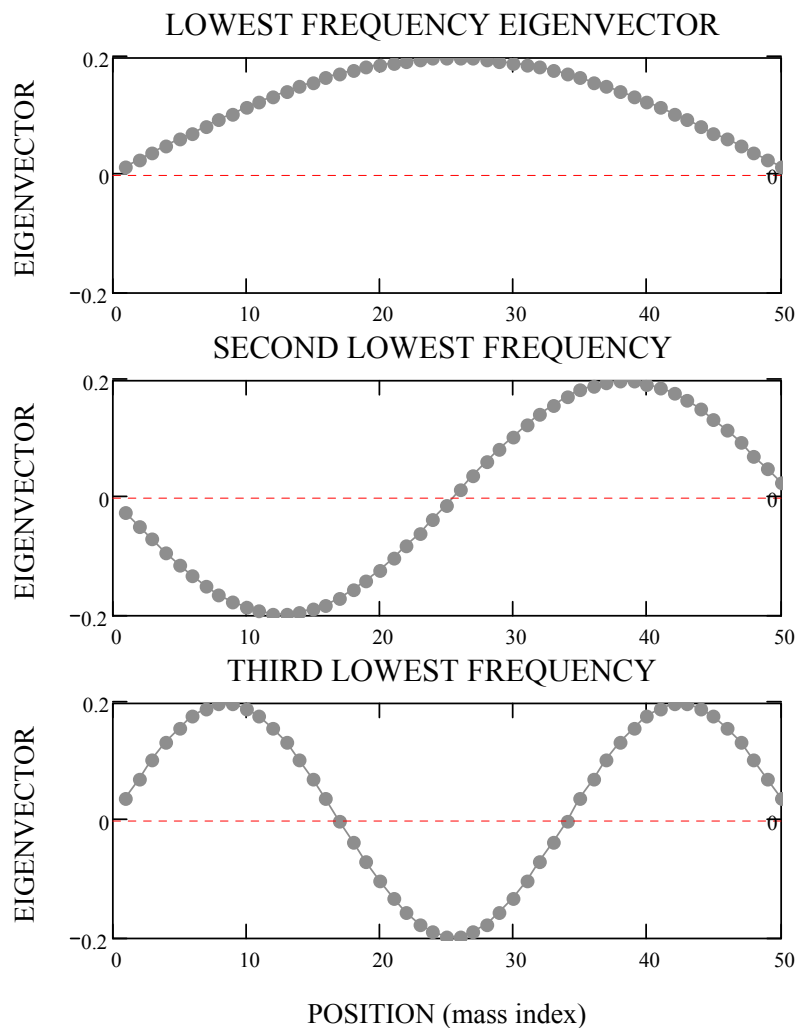 LOWEST FREQUENCY EIGENVECTOR
EIGENVECTOR
0.2
0
−0.2
0
0 10 20 30 40 50
SECOND LOWEST FREQUENCY
EIGENVECTOR
0.2
0
−0.2
0
0 10 20 30 40 50
THIRD LOWEST FREQUENCY
EIGENVECTOR
0.2
0
−0.2
0
0 10 20 30 40 50
POSITION (mass index)